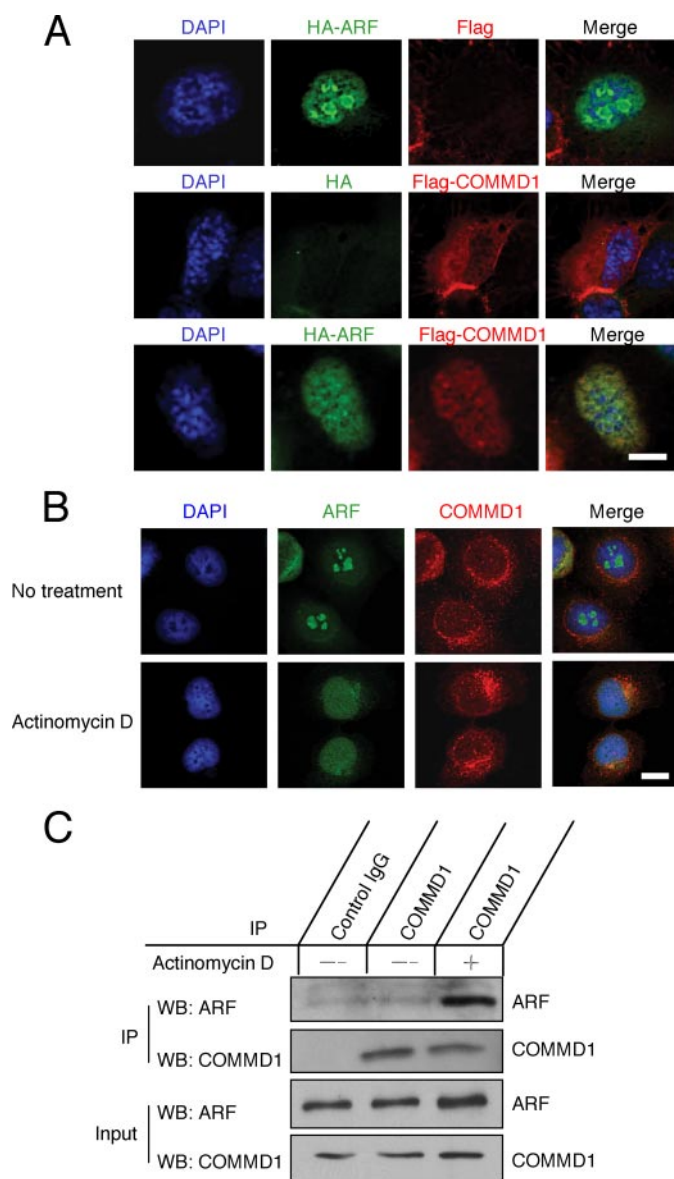 A
DAPI HA-ARF Flag Merge
DAPI HA Flag-COMMD1 Merge
DAPI HA-ARF Flag-COMMD1 Merge
B
DAPI ARF COMMD1 Merge
No treatment
Actinomycin D
C
IP Control IgG COMMD1 COMMD1
Actinomycin D -- -- +
IP
WB: ARF ARF
WB: COMMD1 COMMD1
Input
WB: ARF ARF
WB: COMMD1 COMMD1